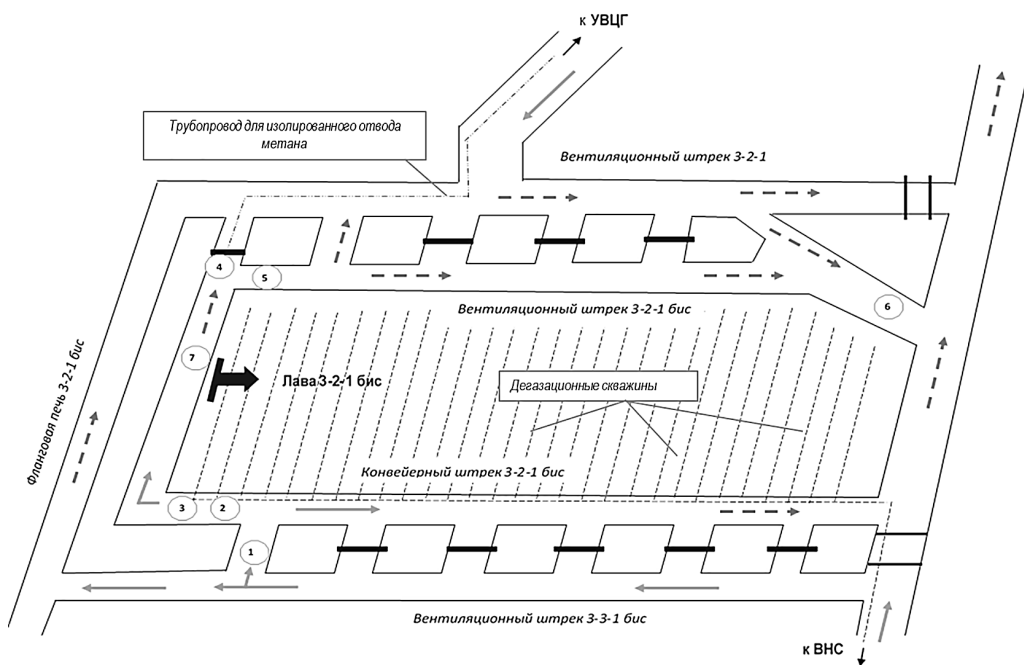 к УВЦГ
Трубопровод для изолированного отвода
метана
Вентиляционный штрек 3-2-1
4
5
6
Вентиляционный штрек 3-2-1 бис
7
Лава 3-2-1 бис
Дегазационные скважины
Фланговая печь 3-2-1 бис
Конвейерный штрек 3-2-1 бис
3
2
1
Вентиляционный штрек 3-3-1 бис
к ВНС